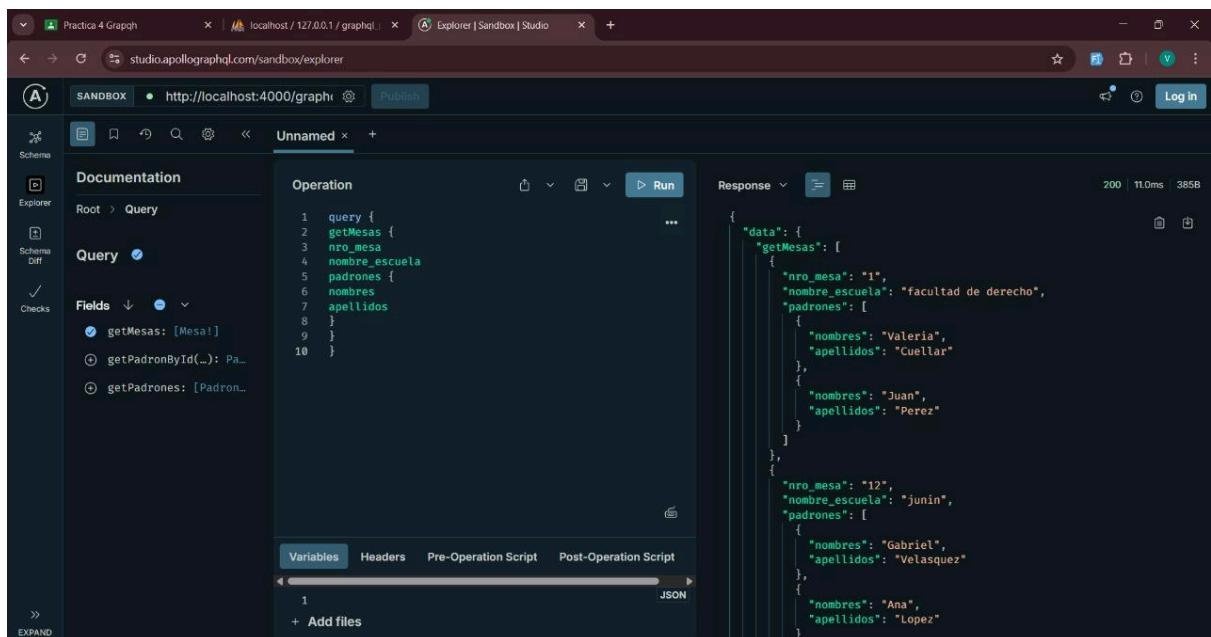 Practica 4 Grapqh
localhost / 127.0.0.1 / graphql_
Explorer | Sandbox | Studio
studio.apollographql.com/sandbox/explorer
V
A
SANDBOX
http://localhost:4000/graph
Publish
Log in
Schema
Explorer
Schema
Diff
Checks
EXPAND
Unnamed
Documentation
Root > Query
Query
Fields
getMesas: [Mesa!]
getPadronById(…): Pa…
getPadrones: [Padron…
Operation
Run
1 query {
2 getMesas {
3 nro_mesa
4 nombre_escuela
5 padrones {
6 nombres
7 apellidos
8 }
9 }
10 }
Variables Headers Pre-Operation Script Post-Operation Script
1
JSON
+ Add files
Response
200 11.0ms 385B
{
"data": {
"getMesas": [
{
"nro_mesa": "1",
"nombre_escuela": "facultad de derecho",
"padrones": [
{
"nombres": "Valeria",
"apellidos": "Cuellar"
},
{
"nombres": "Juan",
"apellidos": "Perez"
}
]
},
{
"nro_mesa": "12",
"nombre_escuela": "junin",
"padrones": [
{
"nombres": "Gabriel",
"apellidos": "Velasquez"
},
{
"nombres": "Ana",
"apellidos": "Lopez"
}